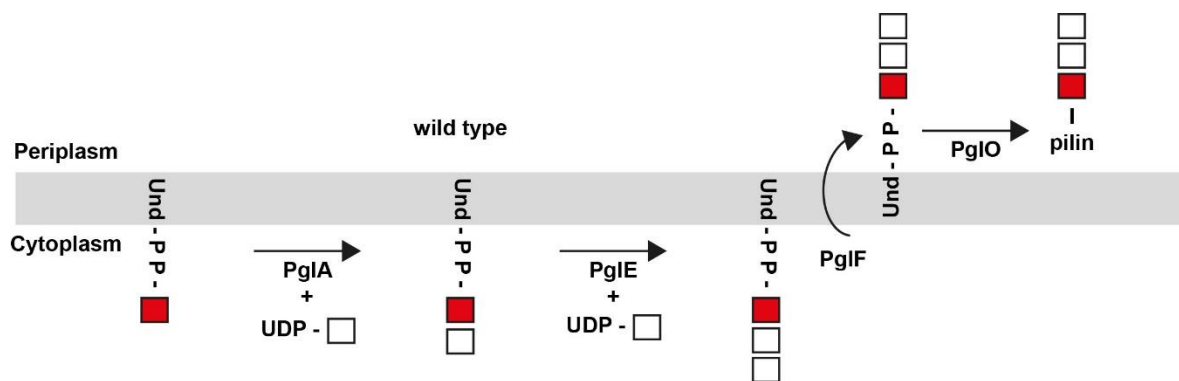 wild type
Periplasm
Cytoplasm
Und - P P -
PglA
+
UDP -
Und - P P -
PglE
+
UDP -
Und - P P -
PglF
Und - P P -
PglO
pilin